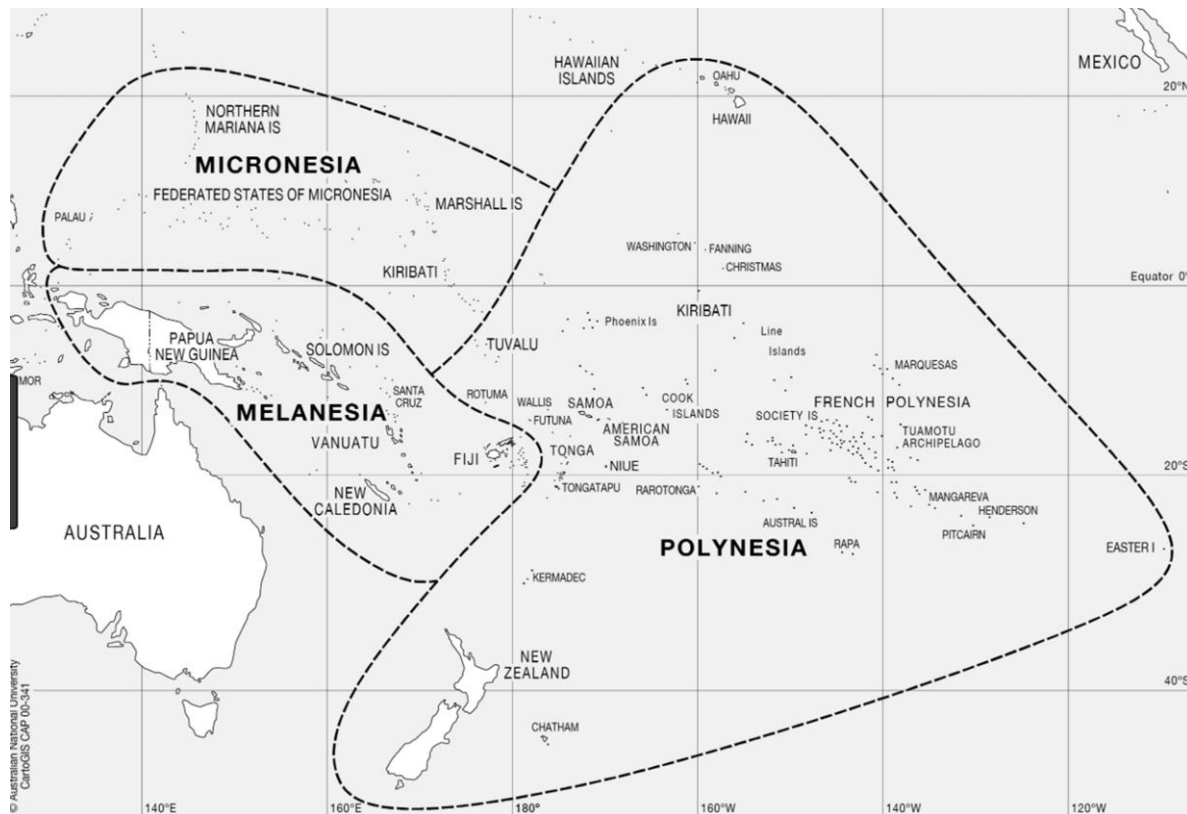 HAWAIIAN
ISLANDS
MEXICO
OAHU
20°N
HAWAII
NORTHERN
MARIANA IS
MICRONESIA
FEDERATED STATES OF MICRONESIA
MARSHALL IS
PALAU
WASHINGTON
FANNING
CHRISTMAS
KIRIBATI
Equator 0°
KIRIBATI
Phoenix Is
Line
Islands
PAPUA
NEW GUINEA
SOLOMON IS
TUVALU
MARQUESAS
MOR
SANTA
CRUZ
ROTUMA
WALLIS
SAMOA
COOK
ISLANDS
FRENCH POLYNESIA
MELANESIA
FUTUNA
SOCIETY IS
AMERICAN
SAMOA
TUAMOTU
ARCHIPELAGO
VANUATU
FIJI
TONGA
NIUE
TAHITI
20°S
NEW
CALEDONIA
TONGATAPU
RAROTONGA
MANGAREVA
HENDERSON
AUSTRAL IS
PITCAIRN
AUSTRALIA
POLYNESIA
RAPA
EASTER I
KERMADEC
NEW
ZEALAND
40°S
CHATHAM
© Australian National University
CartoGIS CAP 00-341
140°E
160°E
180°
160°W
140°W
120°W